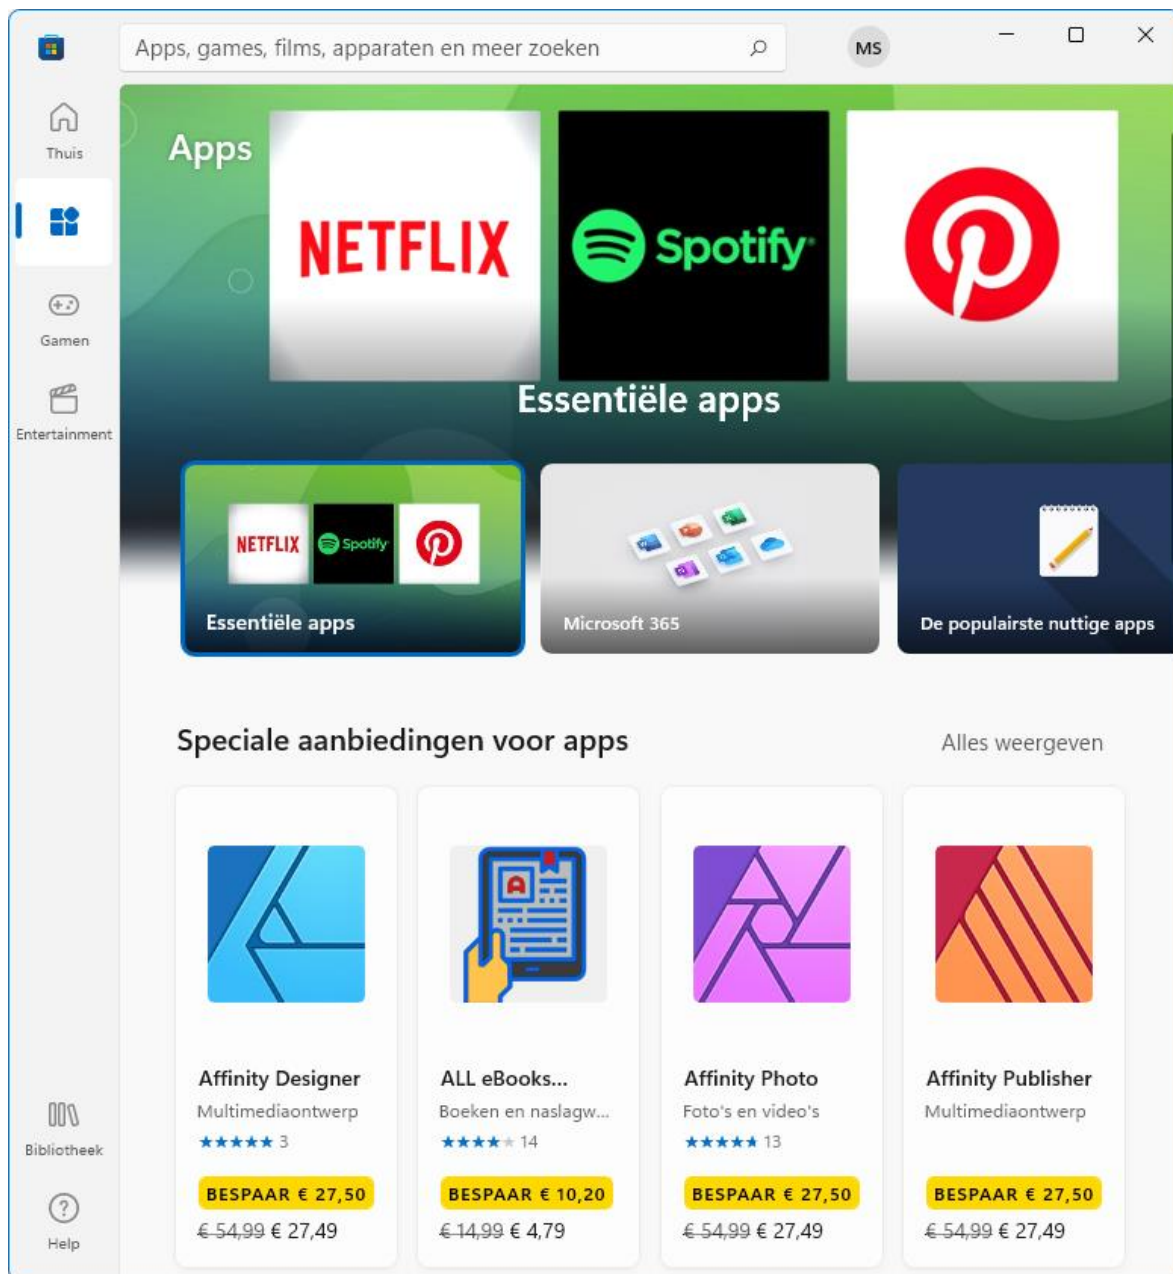 Apps, games, films, apparaten en meer zoeken
MS
Thuis
Gamen
Entertainment
Bibliotheek
Help
Apps
NETFLIX
Spotify
Essentiële apps
NETFLIX
Spotify
Essentiële apps
Microsoft 365
De populairste nuttige apps
Speciale aanbiedingen voor apps
Alles weergeven
A
Affinity Designer
Multimediaontwerp
3
BESPAAR € 27,50
€ 54,99 € 27,49
ALL eBooks...
Boeken en naslagw...
14
BESPAAR € 10,20
€ 14,99 € 4,79
Affinity Photo
Foto's en video's
13
BESPAAR € 27,50
€ 54,99 € 27,49
Affinity Publisher
Multimediaontwerp
BESPAAR € 27,50
€ 54,99 € 27,49